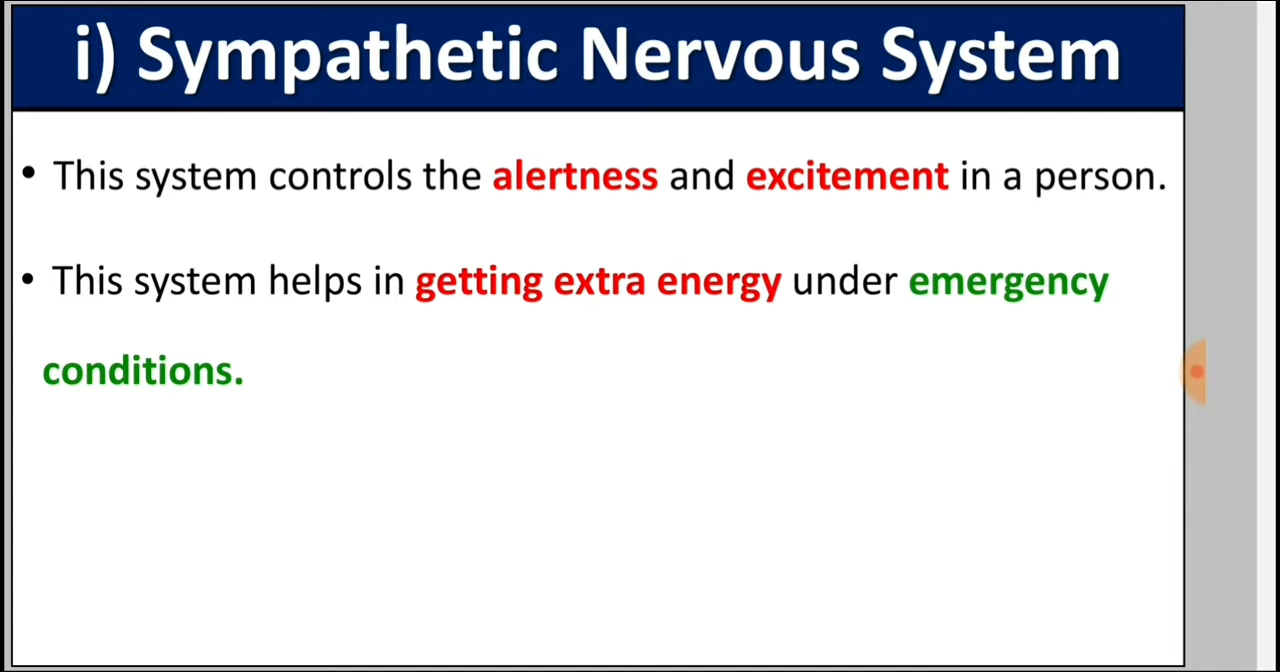 i) Sympathetic Nervous System
• This system controls the alertness and excitement in a person.
• This system helps in getting extra energy under emergency
conditions.